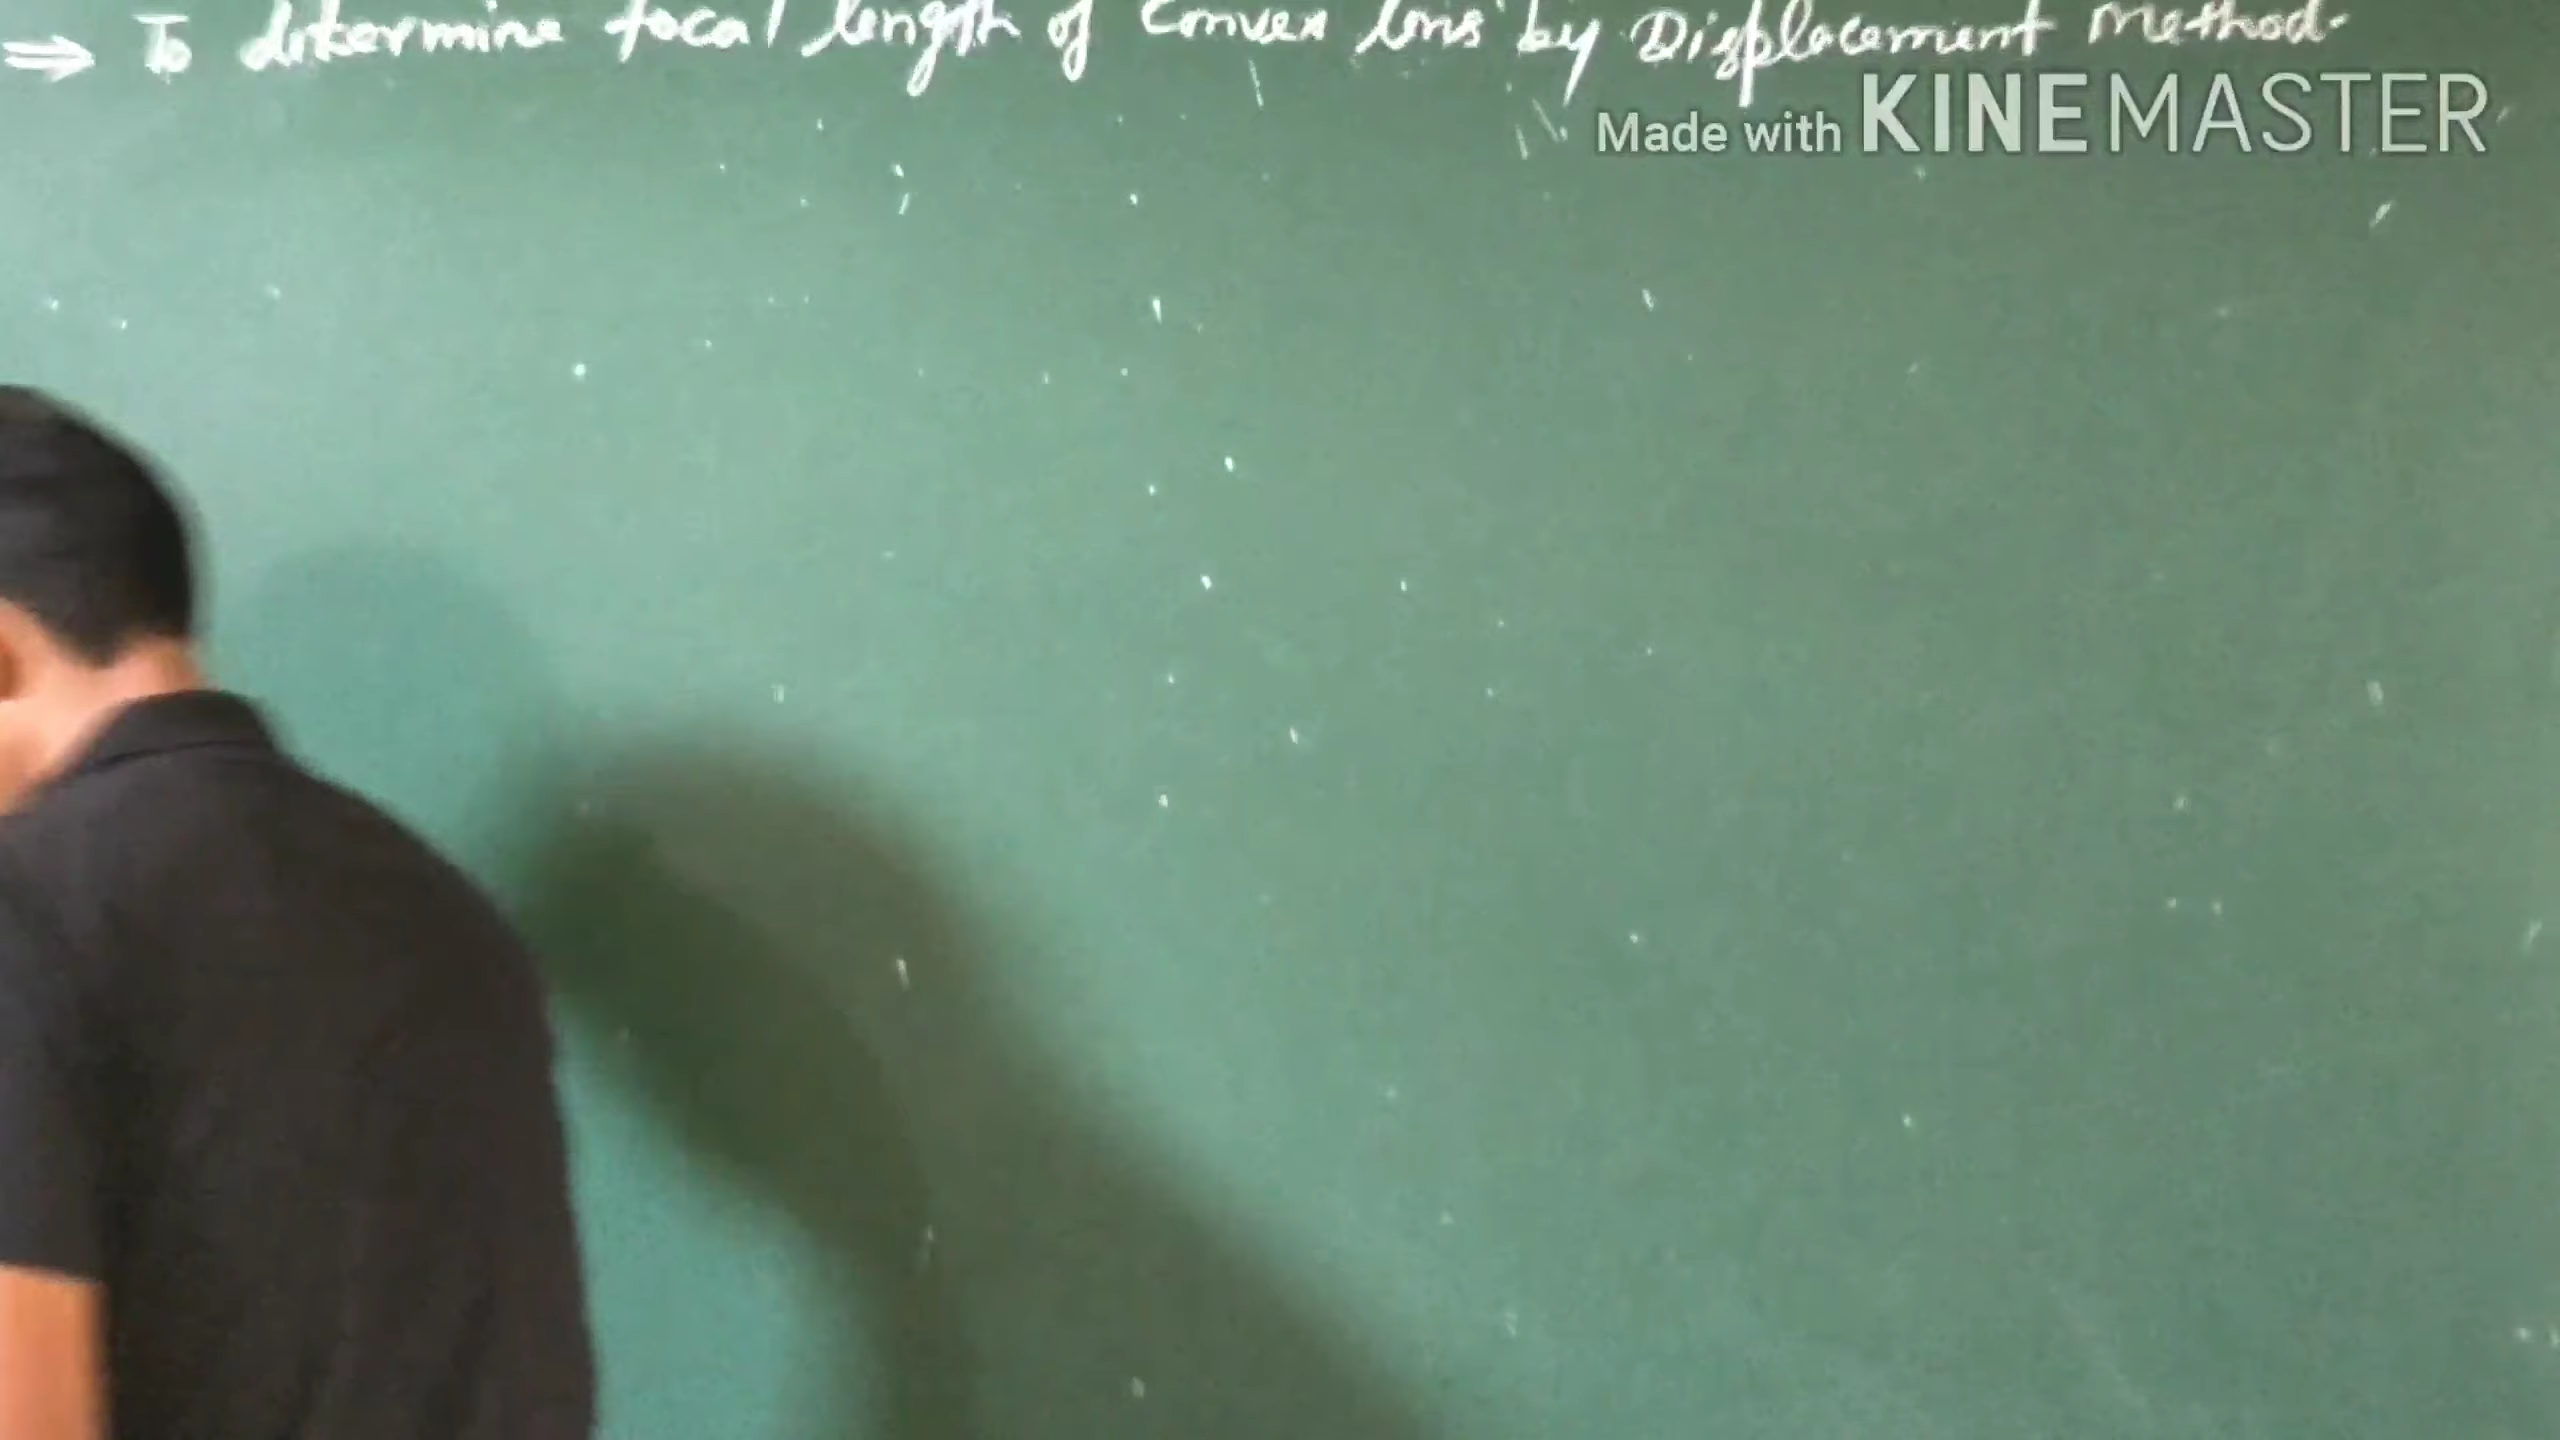 ⇒ To determine focal length of Convex lens by Displacement Method.
Made with KINEMASTER